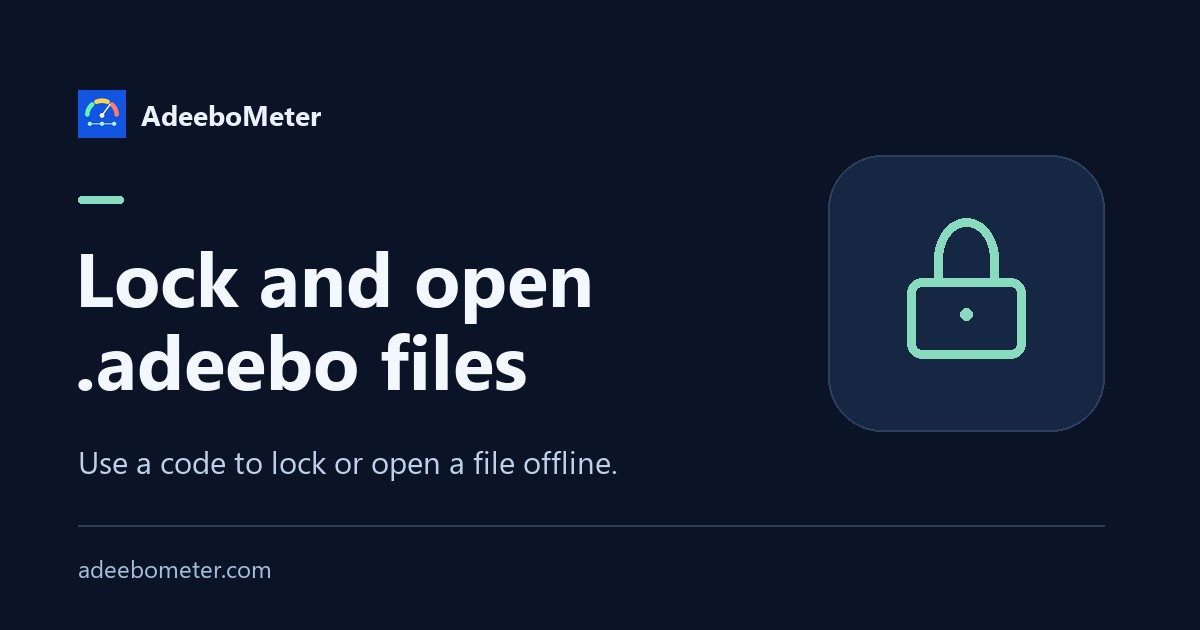 AdeeboMeter
Lock and open
.adeebo files
Use a code to lock or open a file offline.
adeebometer.com